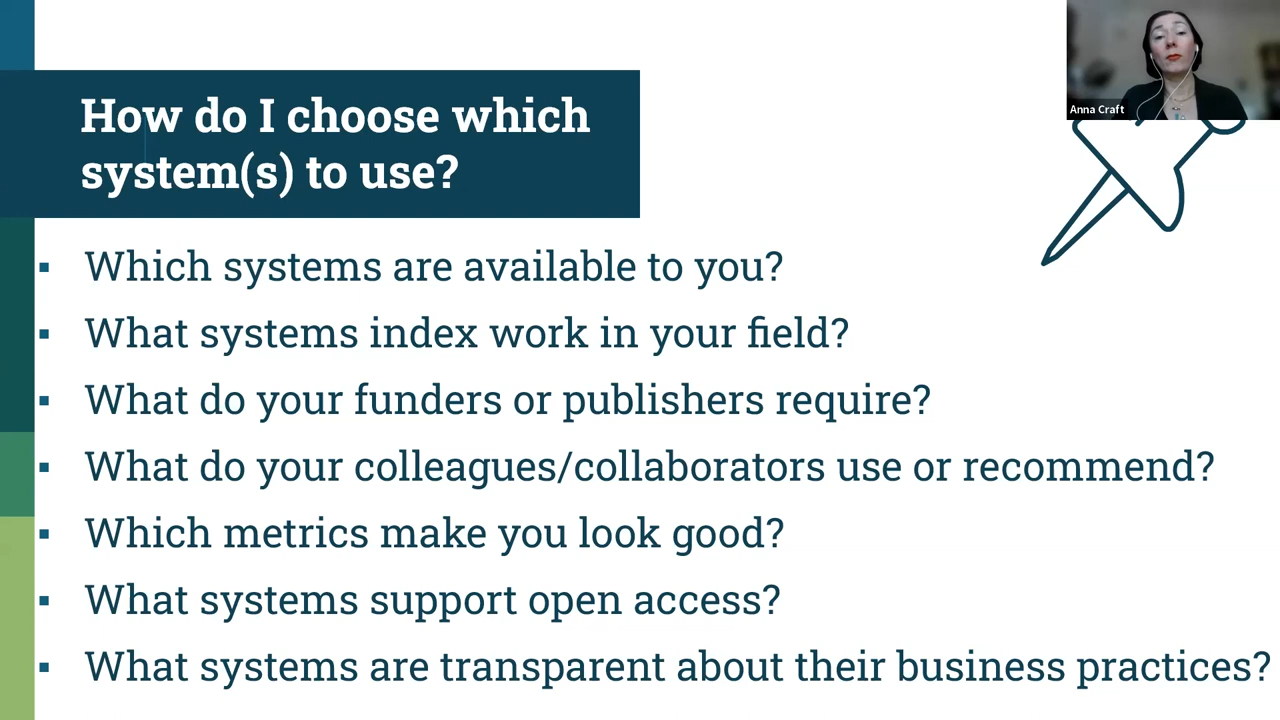 Anna Craft
How do I choose which
system(s) to use?
▪ Which systems are available to you?
▪ What systems index work in your field?
▪ What do your funders or publishers require?
▪ What do your colleagues/collaborators use or recommend?
▪ Which metrics make you look good?
▪ What systems support open access?
▪ What systems are transparent about their business practices?